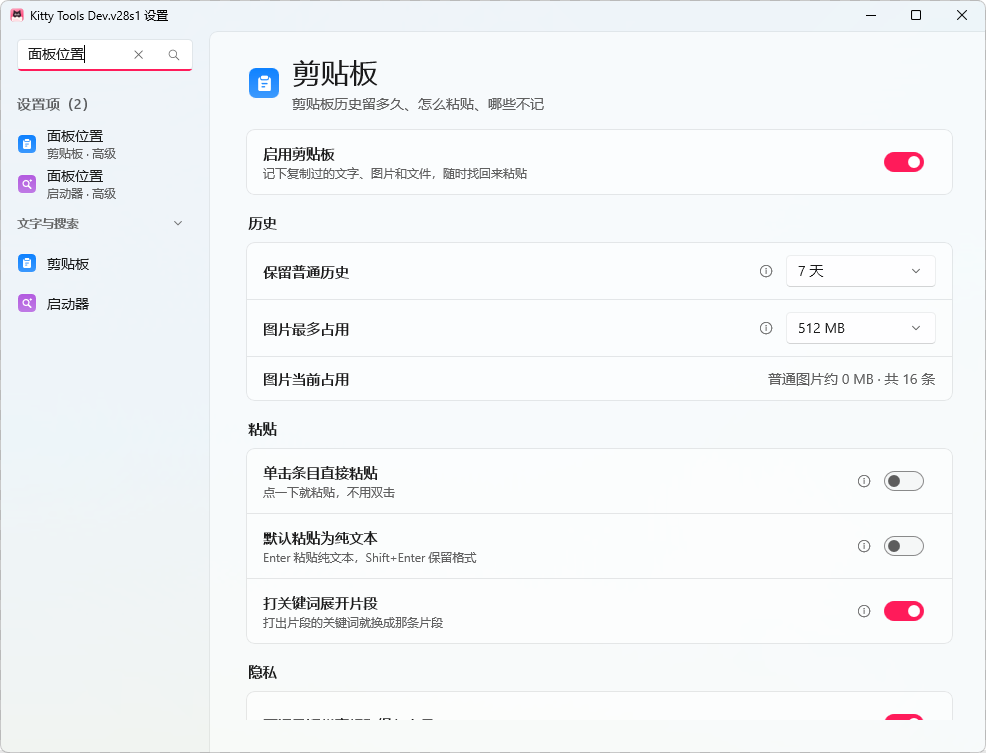 Kitty Tools Dev.v28s1 设置
面板位置
设置项（2）
面板位置
剪贴板 · 高级
面板位置
启动器 · 高级
文字与搜索
剪贴板
启动器
剪贴板
剪贴板历史留多久、怎么粘贴、哪些不记
启用剪贴板
记下复制过的文字、图片和文件，随时找回来粘贴
历史
保留普通历史
7 天
图片最多占用
512 MB
图片当前占用
普通图片约 0 MB · 共 16 条
粘贴
单击条目直接粘贴
点一下就粘贴，不用双击
默认粘贴为纯文本
Enter 粘贴纯文本，Shift+Enter 保留格式
打关键词展开片段
打出片段的关键词就换成那条片段
隐私